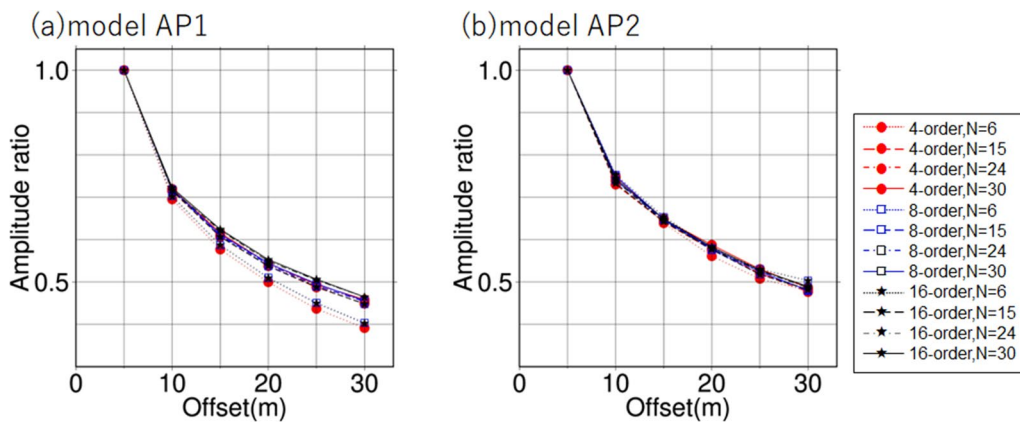 (a)model AP1
(b)model AP2
Amplitude ratio
1.0
0.5
0
10
20
30
Offset(m)
Amplitude ratio
1.0
0.5
0
10
20
30
Offset(m)
4-order,N=6
4-order,N=15
4-order,N=24
4-order,N=30
8-order,N=6
8-order,N=15
8-order,N=24
8-order,N=30
16-order,N=6
16-order,N=15
16-order,N=24
16-order,N=30